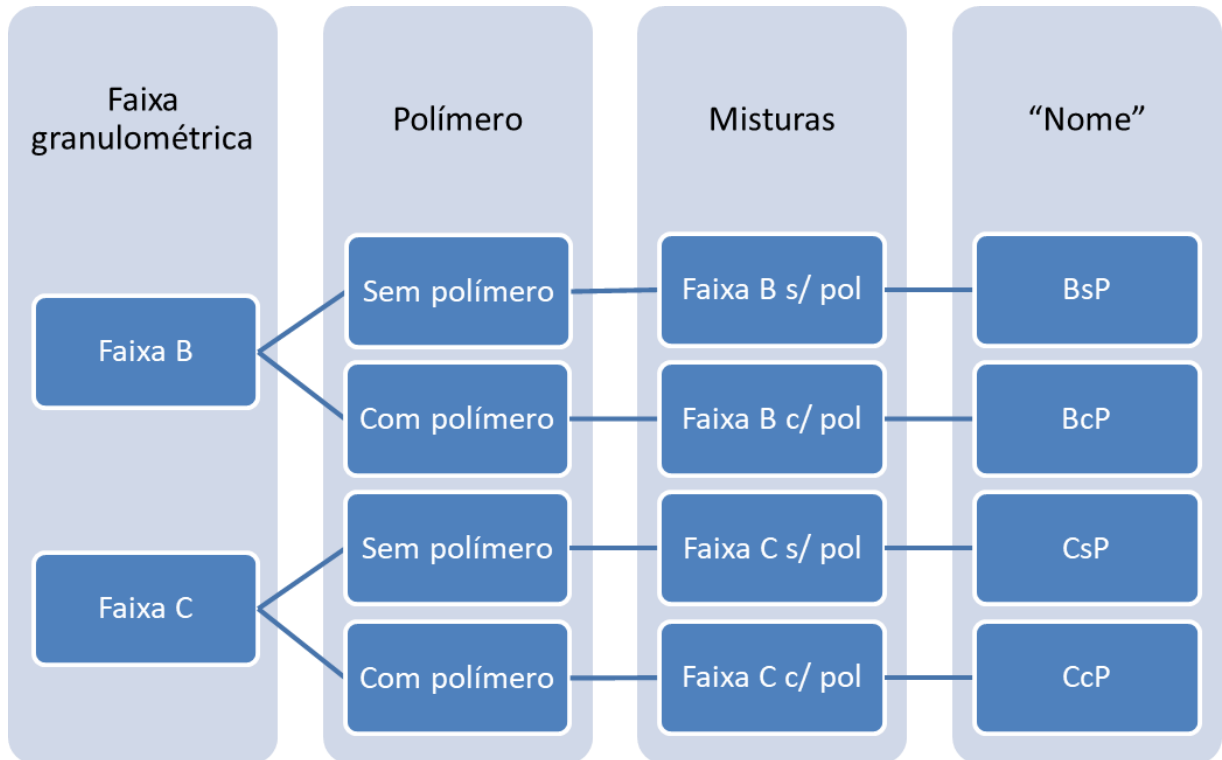 Faixa
granulométrica
Polímero
Misturas
“Nome”
Faixa B
Sem polímero
Faixa B s/ pol
BsP
Com polímero
Faixa B c/ pol
BcP
Faixa C
Sem polímero
Faixa C s/ pol
CsP
Com polímero
Faixa C c/ pol
CcP